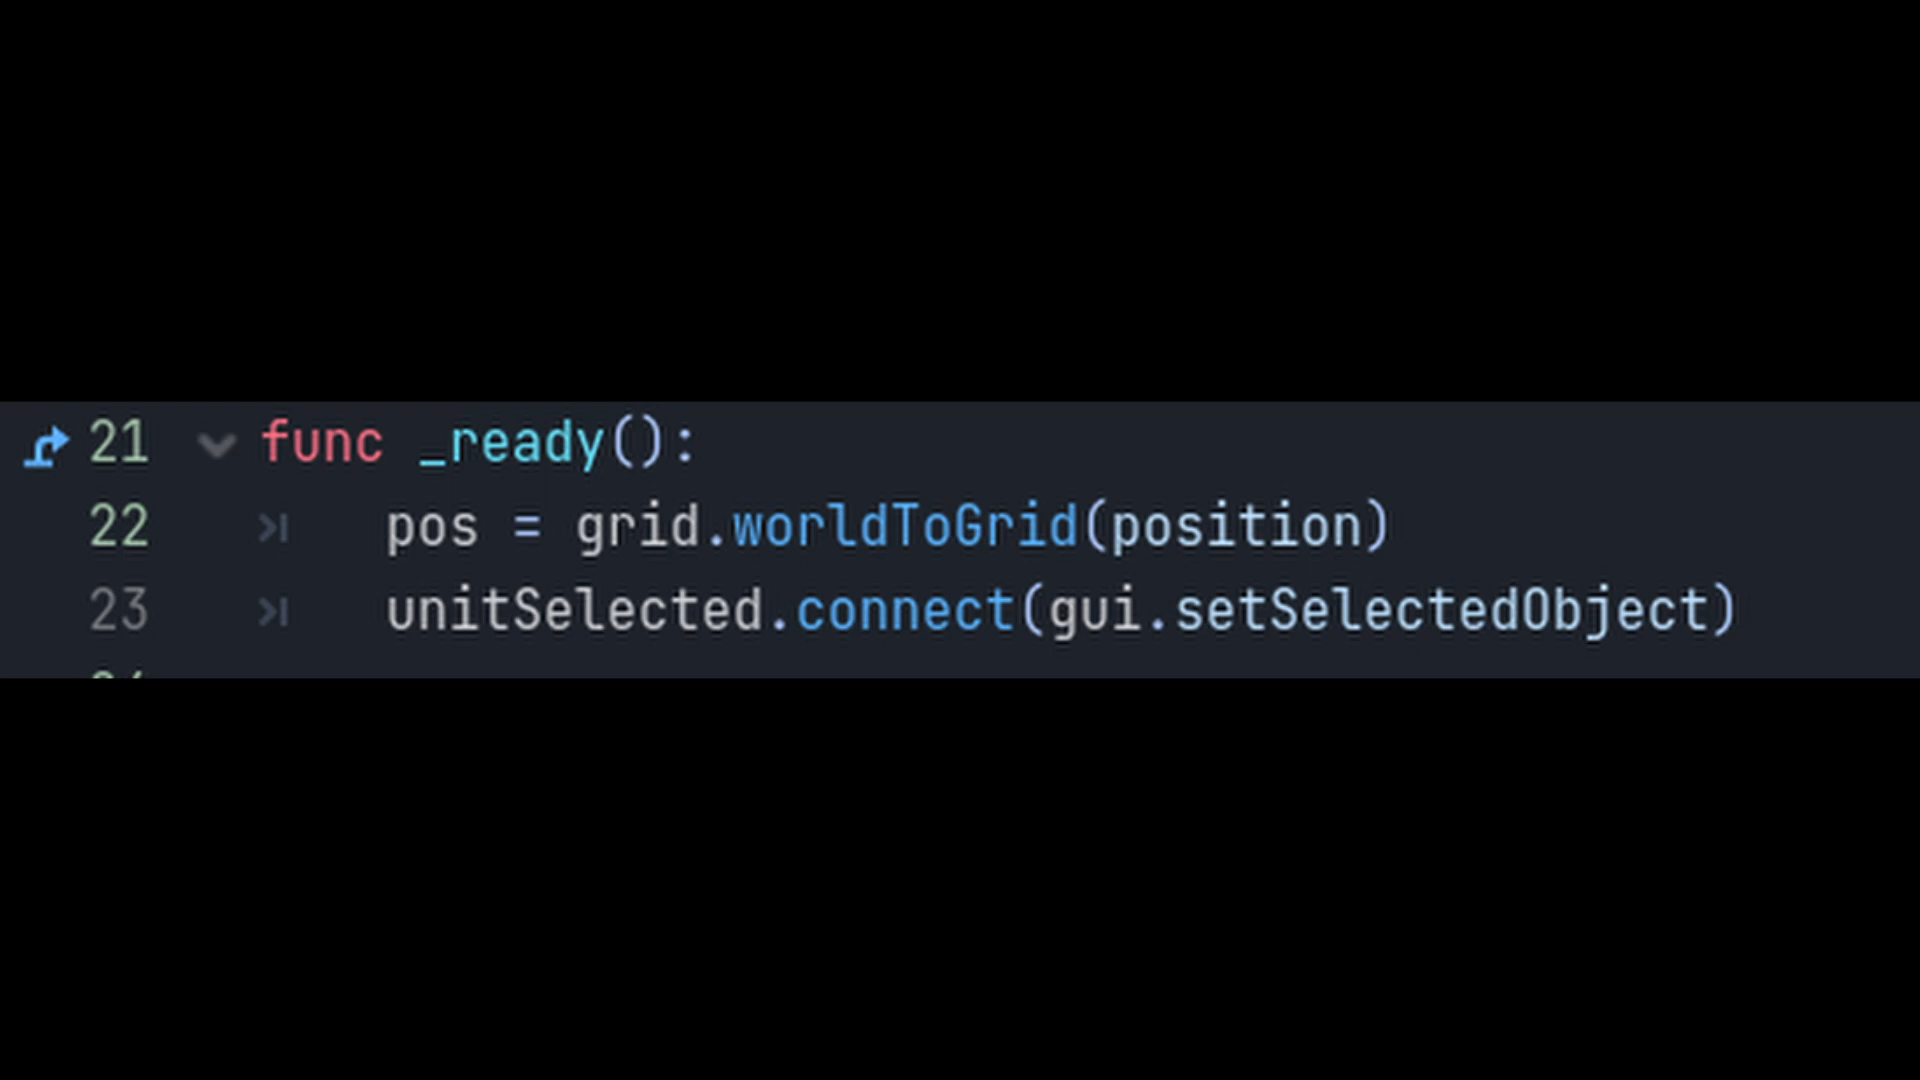 21 func _ready():
22 pos = grid.worldToGrid(position)
23 unitSelected.connect(gui.setSelectedObject)